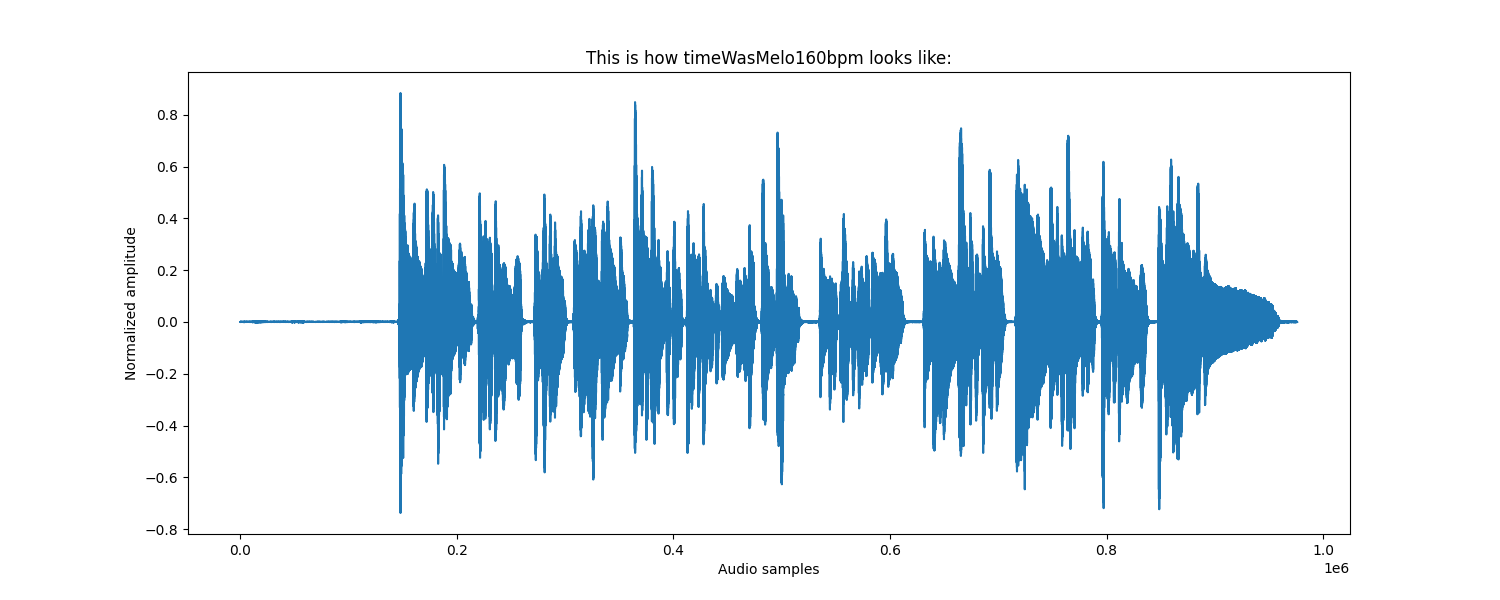 This is how timeWasMelo160bpm looks like:
0.8
0.6
0.4
0.2
0.0
−0.2
−0.4
−0.6
−0.8
Normalized amplitude
0.0 0.2 0.4 0.6 0.8 1.0
1e6
Audio samples